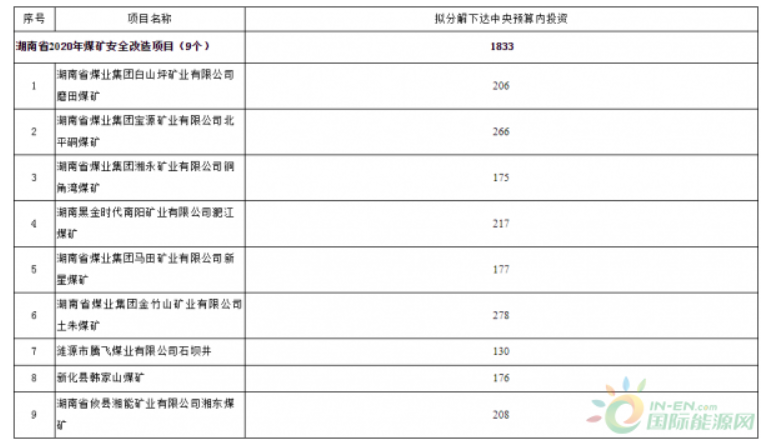 序号 项目名称 拟分解下达中央预算内投资
湖南省2020年煤矿安全改造项目（9个） 1833
1 湖南省煤业集团白山坪矿业有限公司
磨田煤矿 206
2 湖南省煤业集团宝源矿业有限公司北
平硐煤矿 266
3 湖南省煤业集团湘永矿业有限公司铜
角湾煤矿 175
4 湖南黑金时代南阳矿业有限公司淝江
煤矿 217
5 湖南省煤业集团马田矿业有限公司新
星煤矿 177
6 湖南省煤业集团金竹山矿业有限公司
土朱煤矿 278
7 涟源市腾飞煤业有限公司石坝井 130
8 新化县韩家山煤矿 176
9 湖南省攸县湘能矿业有限公司湘东煤
矿 208
IN-EN.com
国际能源网